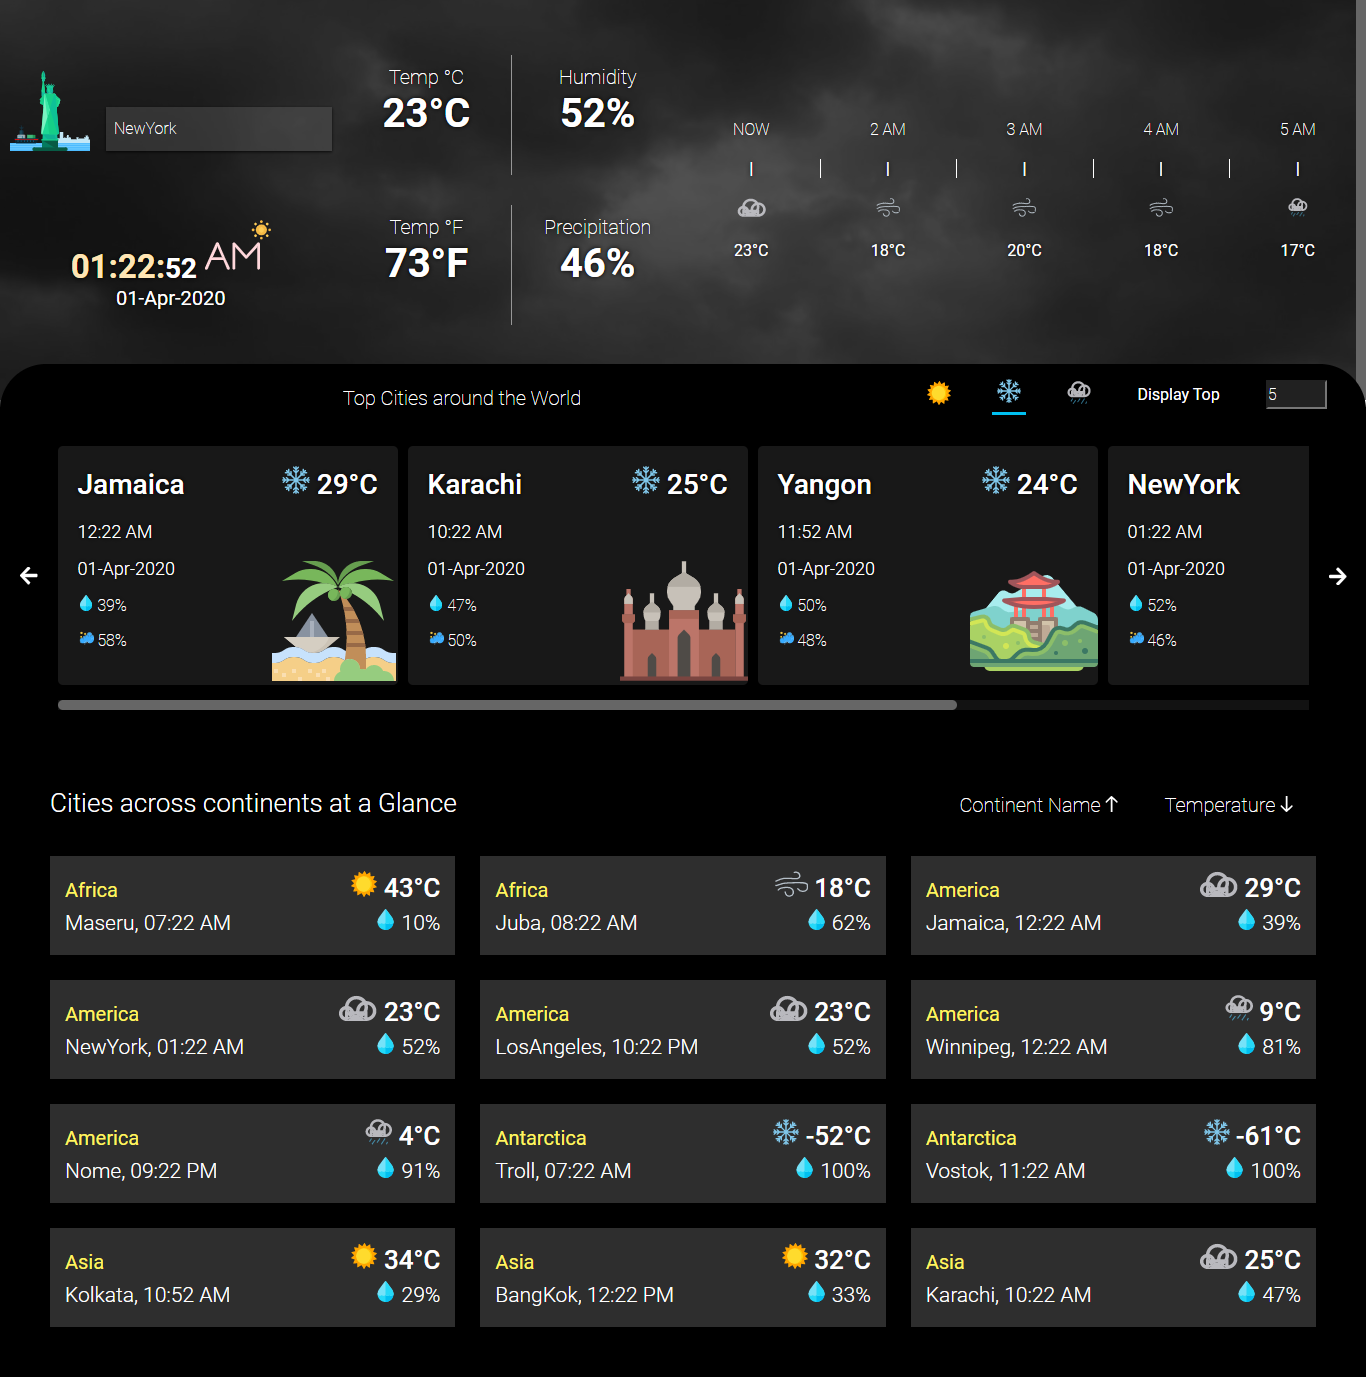 NewYork
01:22:52 AM
01-Apr-2020
Temp °C
23°C
Humidity
52%
Temp °F
73°F
Precipitation
46%
NOW 2 AM 3 AM 4 AM 5 AM
23°C 18°C 20°C 18°C 17°C
Top Cities around the World
Display Top 5
Jamaica 29°C
12:22 AM
01-Apr-2020
39%
58%
Karachi 25°C
10:22 AM
01-Apr-2020
47%
50%
Yangon 24°C
11:52 AM
01-Apr-2020
50%
48%
NewYork
01:22 AM
01-Apr-2020
52%
46%
Cities across continents at a Glance
Continent Name ↑ Temperature ↓
Africa 43°C
Maseru, 07:22 AM 10%
Africa 18°C
Juba, 08:22 AM 62%
America 29°C
Jamaica, 12:22 AM 39%
America 23°C
NewYork, 01:22 AM 52%
America 23°C
LosAngeles, 10:22 PM 52%
America 9°C
Winnipeg, 12:22 AM 81%
America 4°C
Nome, 09:22 PM 91%
Antarctica -52°C
Troll, 07:22 AM 100%
Antarctica -61°C
Vostok, 11:22 AM 100%
Asia 34°C
Kolkata, 10:52 AM 29%
Asia 32°C
BangKok, 12:22 PM 33%
Asia 25°C
Karachi, 10:22 AM 47%